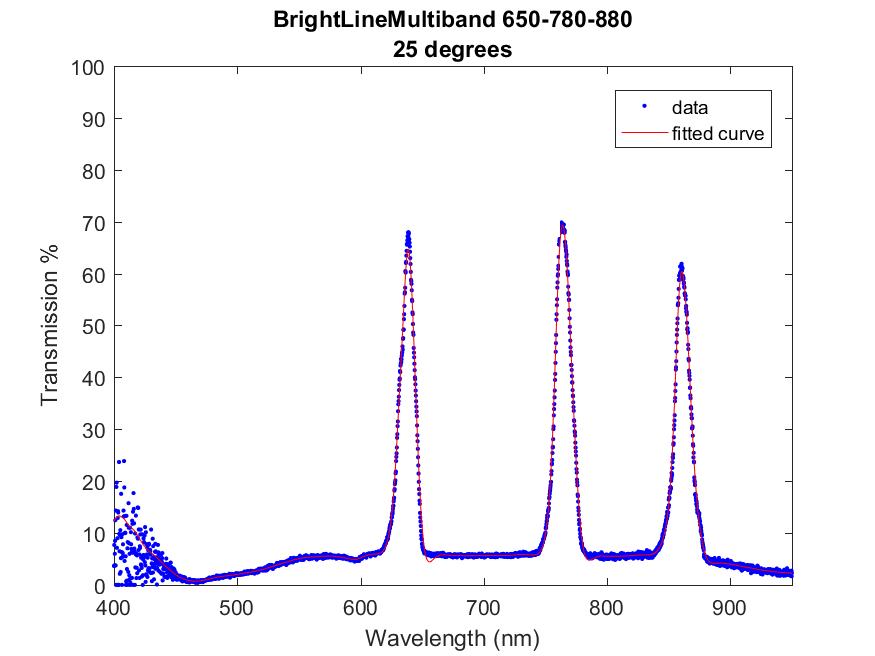 BrightLineMultiband 650-780-880
25 degrees
100
90
80
70
60
50
40
30
20
10
0
Transmission %
data
fitted curve
400 500 600 700 800 900
Wavelength (nm)